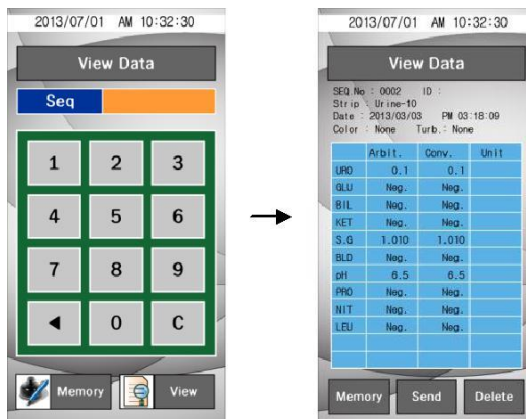 2013/07/01 AM 10:32:30
View Data
Seq
1 2 3
4 5 6
7 8 9
◄ 0 C
Memory View
2013/07/01 AM 10:32:30
View Data
SEQ.No : 0002 ID :
Strip : Urine-10
Date : 2013/03/03 PM 03:18:09
Color : None Turb.: None
Arbit. Conv. Unit
URO 0.1 0.1
GLU Neg. Neg.
BIL Neg. Neg.
KET Neg. Neg.
S.G 1.010 1.010
BLD Neg. Neg.
pH 6.5 6.5
PRO Neg. Neg.
NIT Neg. Neg.
LEU Neg. Neg.
Memory Send Delete